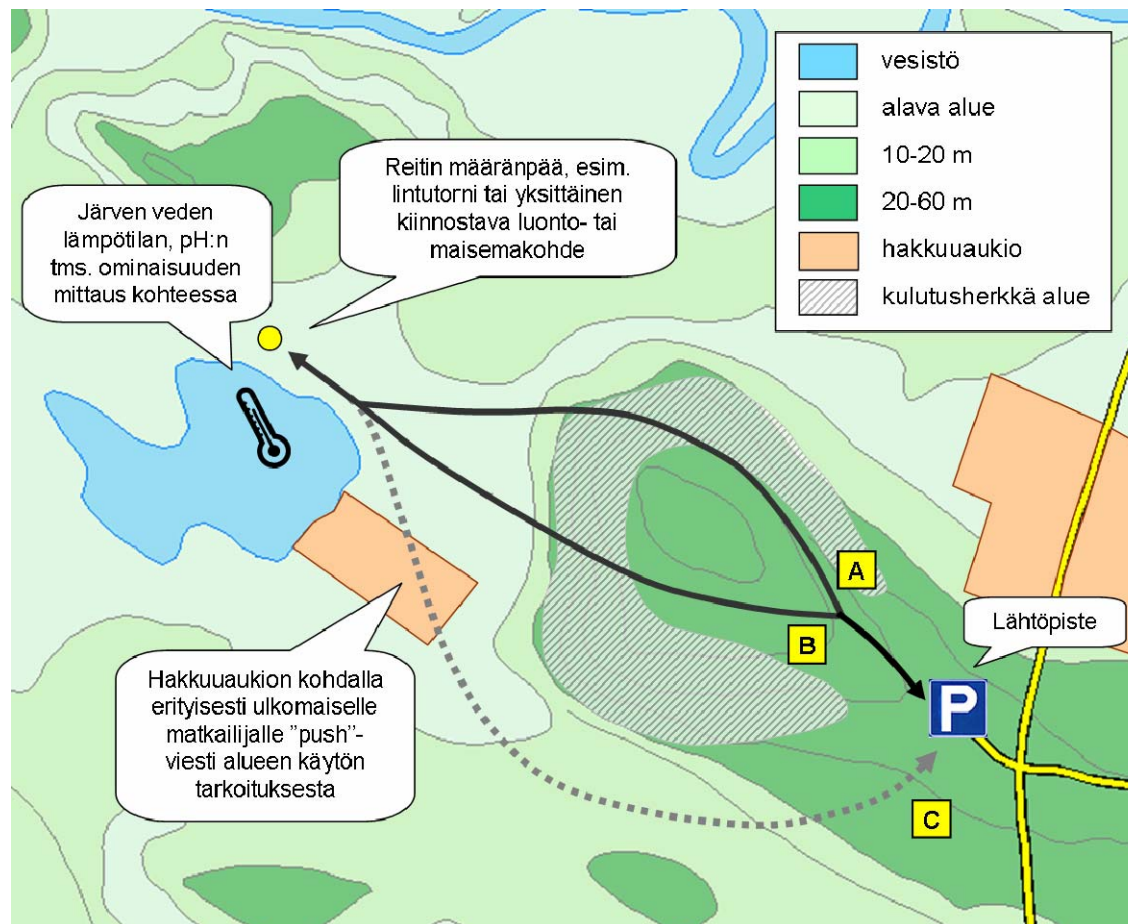 vesistö
alava alue
10-20 m
20-60 m
hakkuuaukio
kulutusherkkä alue
Reitin määränpää, esim.
lintutorni tai yksittäinen
kiinnostava luonto- tai
maisemakohde
Järven veden
lämpötilan, pH:n
tms. ominaisuuden
mittaus kohteessa
A
B
Lähtöpiste
P
Hakkuuaukion kohdalla
erityisesti ulkomaiselle
matkailijalle "push"-
viesti alueen käytön
tarkoituksesta
C